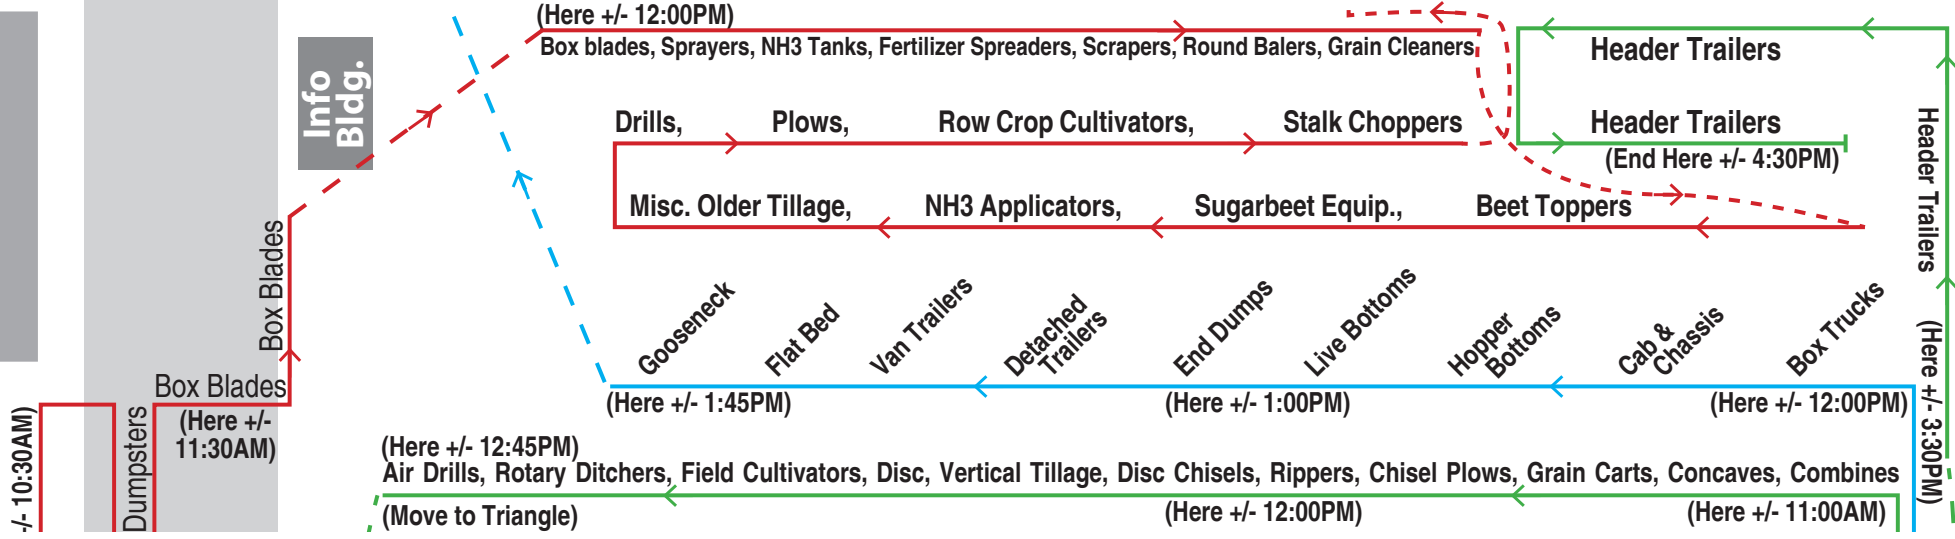 (Here +/- 12:00PM)
Box blades, Sprayers, NH3 Tanks, Fertilizer Spreaders, Scrapers, Round Balers, Grain Cleaners
Info
Bldg.
Header Trailers
Drills, Plows, Row Crop Cultivators, Stalk Choppers
Header Trailers
(End Here +/- 4:30PM)
Misc. Older Tillage, NH3 Applicators, Sugarbeet Equip., Beet Toppers
Header Trailers (Here +/- 3:30PM)
Box Blades
Gooseneck
Flat Bed
Van Trailers
Detached
Trailers
End Dumps
Live Bottoms
Hopper
Bottoms
Cab &
Chassis
Box Trucks
Box Blades
(Here +/-
11:30AM)
(Here +/- 1:45PM)
(Here +/- 1:00PM)
(Here +/- 12:00PM)
-/- 10:30AM)
Dumpsters
(Here +/- 12:45PM)
Air Drills, Rotary Ditchers, Field Cultivators, Disc, Vertical Tillage, Disc Chisels, Rippers, Chisel Plows, Grain Carts, Concaves, Combines
(Move to Triangle)
(Here +/- 12:00PM)
(Here +/- 11:00AM)